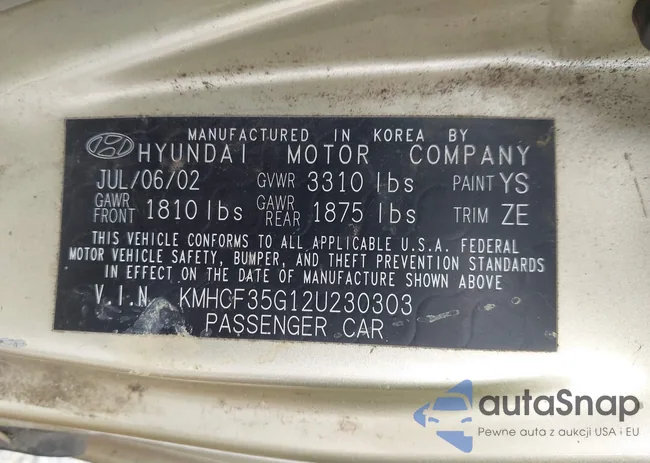 MANUFACTURED IN KOREA BY
HYUNDAI MOTOR COMPANY
JUL/06/02 GVWR 3310 lbs PAINT YS
GAWR FRONT 1810 lbs GAWR REAR 1875 lbs TRIM ZE
THIS VEHICLE CONFORMS TO ALL APPLICABLE U.S.A. FEDERAL
MOTOR VEHICLE SAFETY, BUMPER, AND THEFT PREVENTION STANDARDS
IN EFFECT ON THE DATE OF MANUFACTURE SHOWN ABOVE
V.I.N. KMHCF35G12U230303
PASSENGER CAR
autoSnap
Pewne auta z aukcji USA i EU